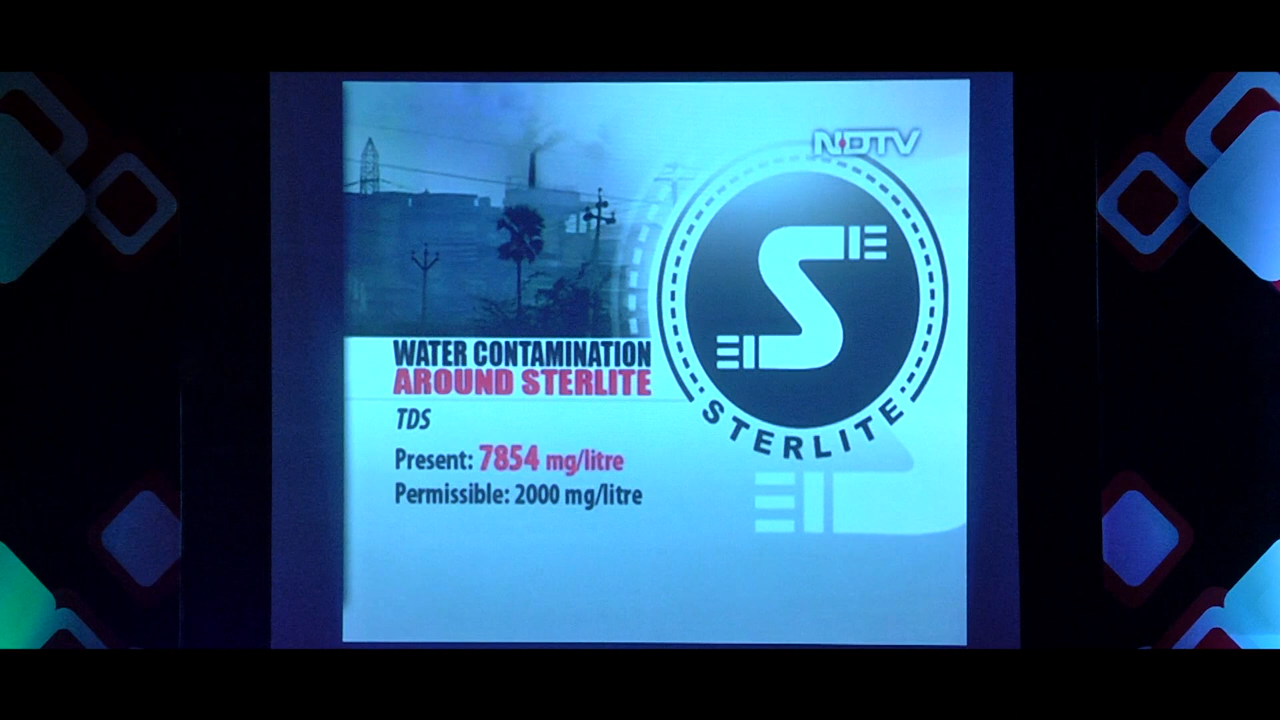 NDTV
STERLITE
WATER CONTAMINATION
AROUND STERLITE
TDS
Present: 7854 mg/litre
Permissible: 2000 mg/litre